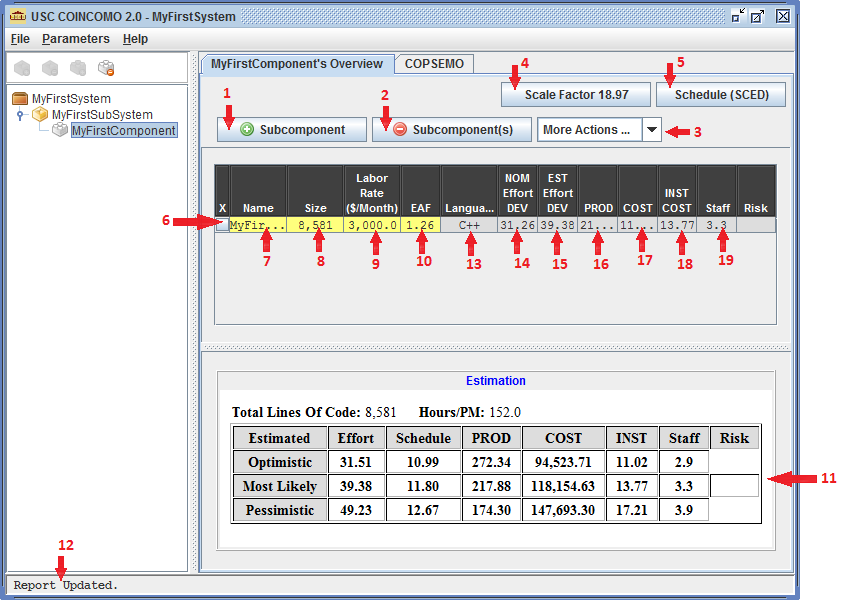 USC COINCOMO 2.0 - MyFirstSystem
File Parameters Help
MyFirstSystem
MyFirstSubSystem
MyFirstComponent
MyFirstComponent's Overview COPSEMO
4 5
Scale Factor 18.97 Schedule (SCED)
1 2
Subcomponent Subcomponent(s) More Actions ... 3
X Name Size Labor Rate ($/Month) EAF Langua... NOM Effort DEV EST Effort DEV PROD COST INST COST Staff Risk
6 MyFir... 8,581 3,000.0 1.26 C++ 31.26 39.38 21... 11... 13.77 3.3
7 8 9 10 13 14 15 16 17 18 19
Estimation
Total Lines Of Code: 8,581 Hours/PM: 152.0
Estimated Effort Schedule PROD COST INST Staff Risk
Optimistic 31.51 10.99 272.34 94,523.71 11.02 2.9
Most Likely 39.38 11.80 217.88 118,154.63 13.77 3.3
11
Pessimistic 49.23 12.67 174.30 147,693.30 17.21 3.9
12
Report Updated.